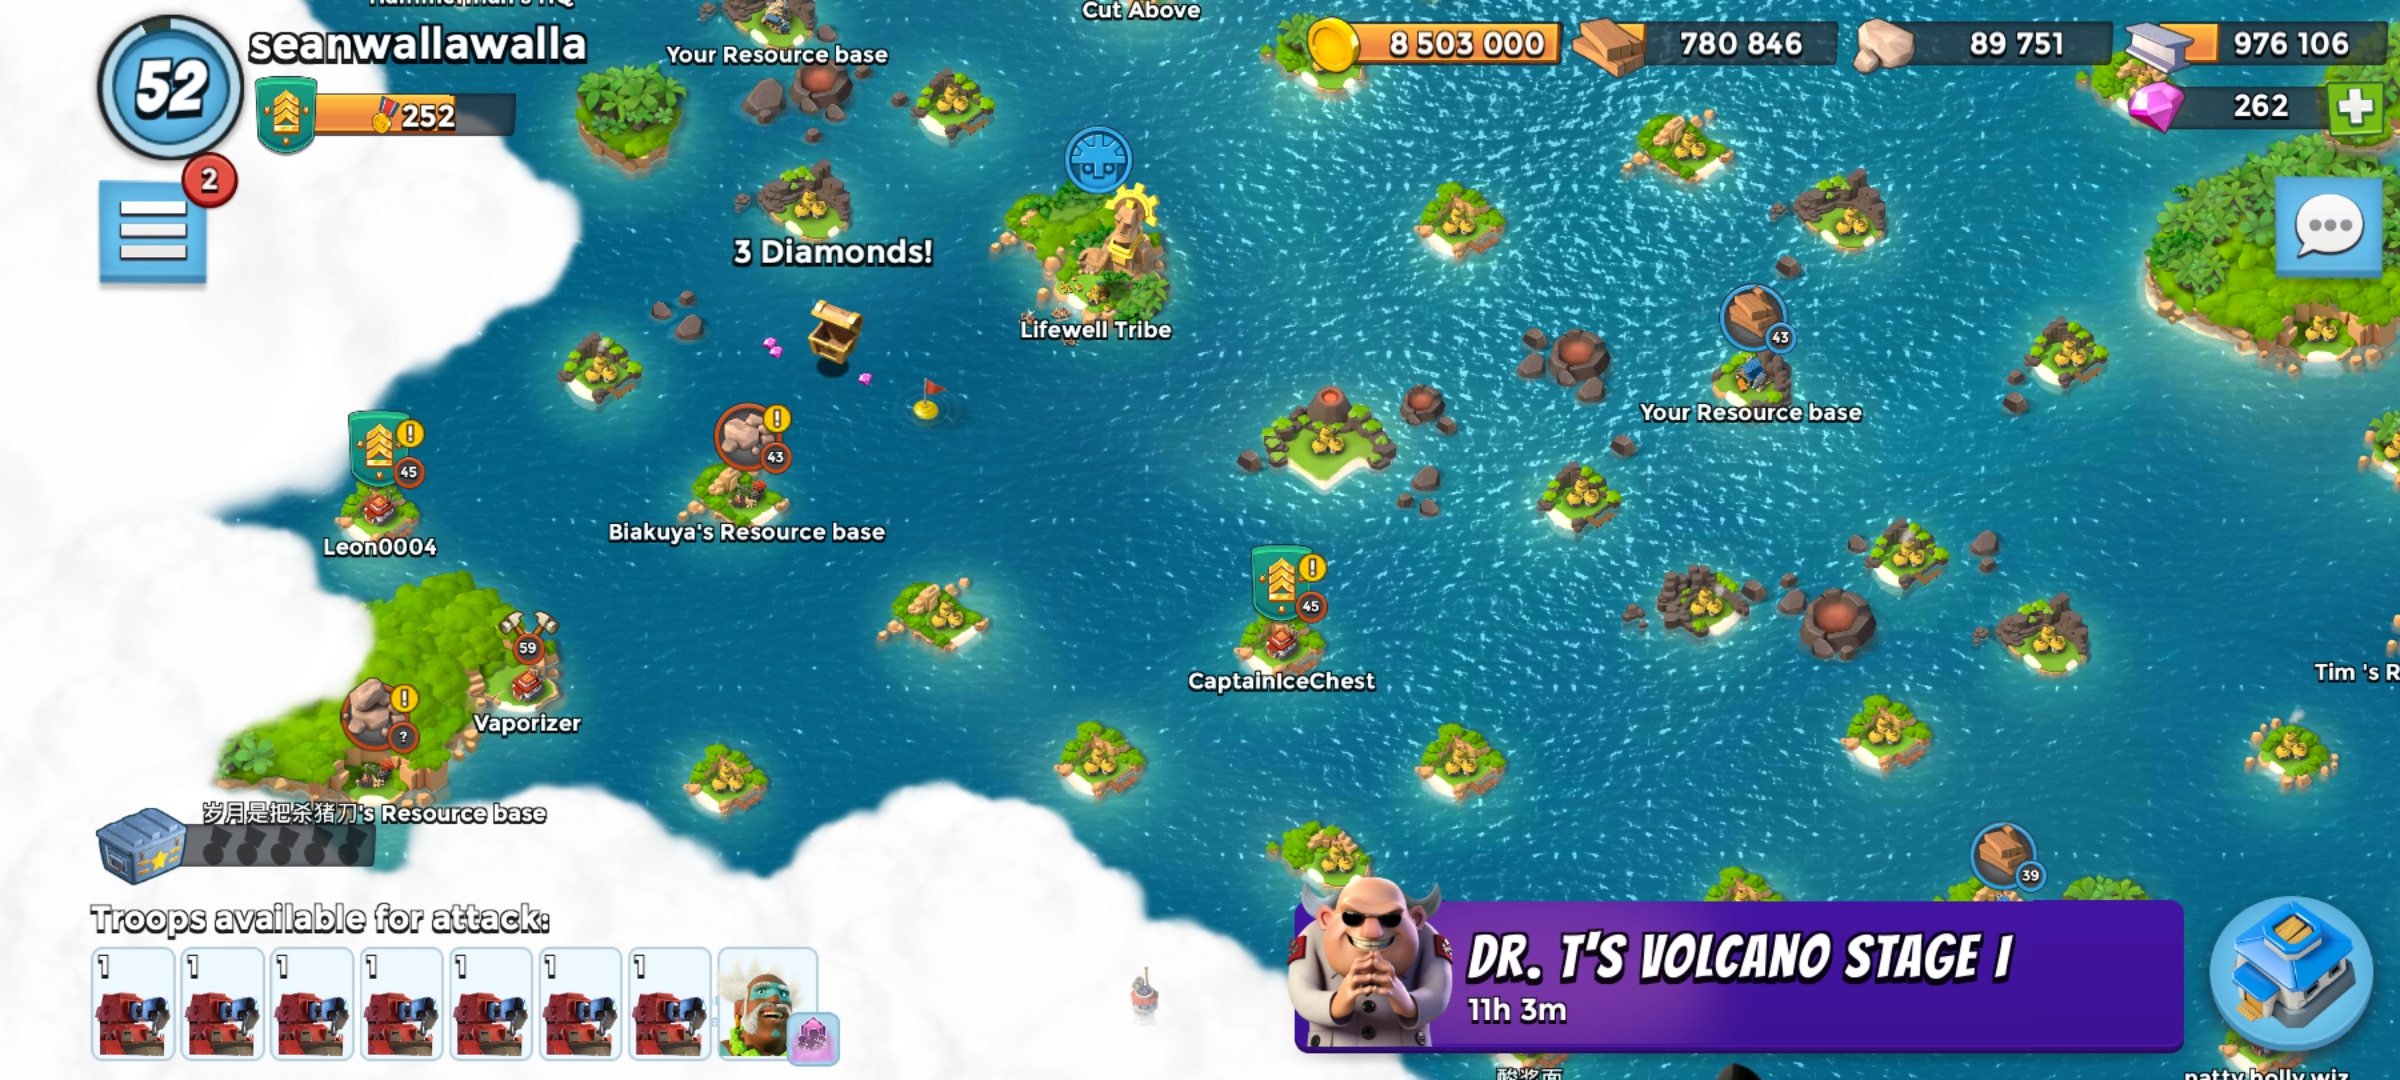 Cut Above
52
seanwallawalla
252
2
Your Resource base
8 503 000
780 846
89 751
976 106
262
3 Diamonds!
Lifewell Tribe
43
Your Resource base
45
Leon0004
43
Biakuya's Resource base
45
CaptainIceChest
59
Vaporizer
?
岁月是把杀猪刀's Resource base
Tim 's R
39
Troops available for attack:
1
1
1
1
1
1
1
DR. T'S VOLCANO STAGE I
11h 3m